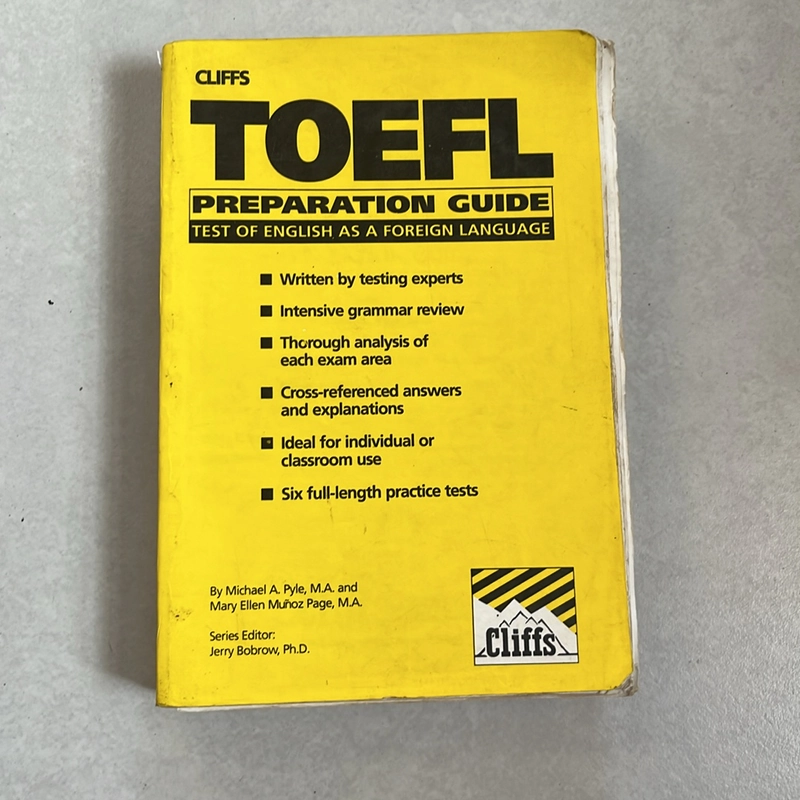 CLIFFS
TOEFL
PREPARATION GUIDE
TEST OF ENGLISH AS A FOREIGN LANGUAGE
Written by testing experts
Intensive grammar review
Thorough analysis of
each exam area
Cross-referenced answers
and explanations
Ideal for individual or
classroom use
Six full-length practice tests
By Michael A. Pyle, M.A. and
Mary Ellen Muñoz Page, M.A.
Series Editor:
Jerry Bobrow, Ph.D.
Cliffs